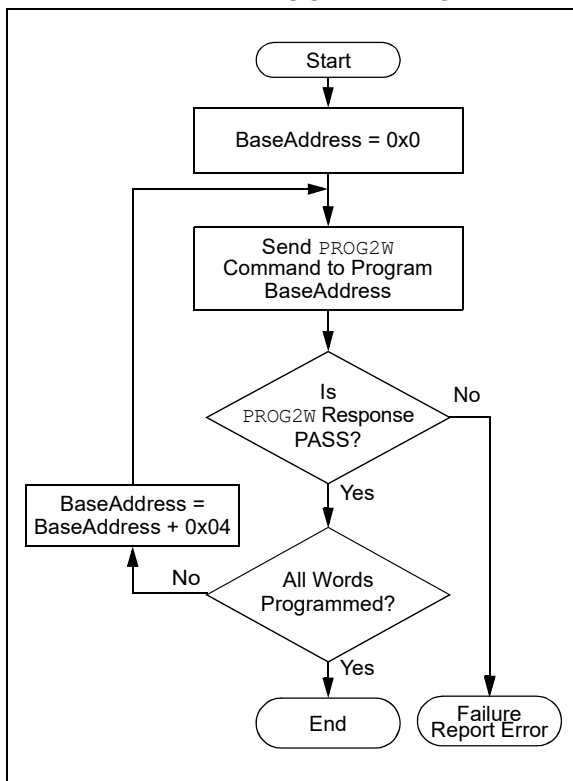 Start
BaseAddress = 0x0
Send PROG2W
Command to Program
BaseAddress
Is
PROG2W Response
PASS?
No
Yes
BaseAddress =
BaseAddress + 0x04
No
All Words
Programmed?
Yes
End
Failure
Report Error